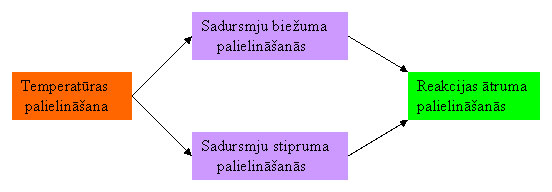 Sadursmju biežuma
palielināšanās
Temperatūras
palielināšana
Reakcijas ātruma
palielināšanās
Sadursmju stipruma
palielināšanās